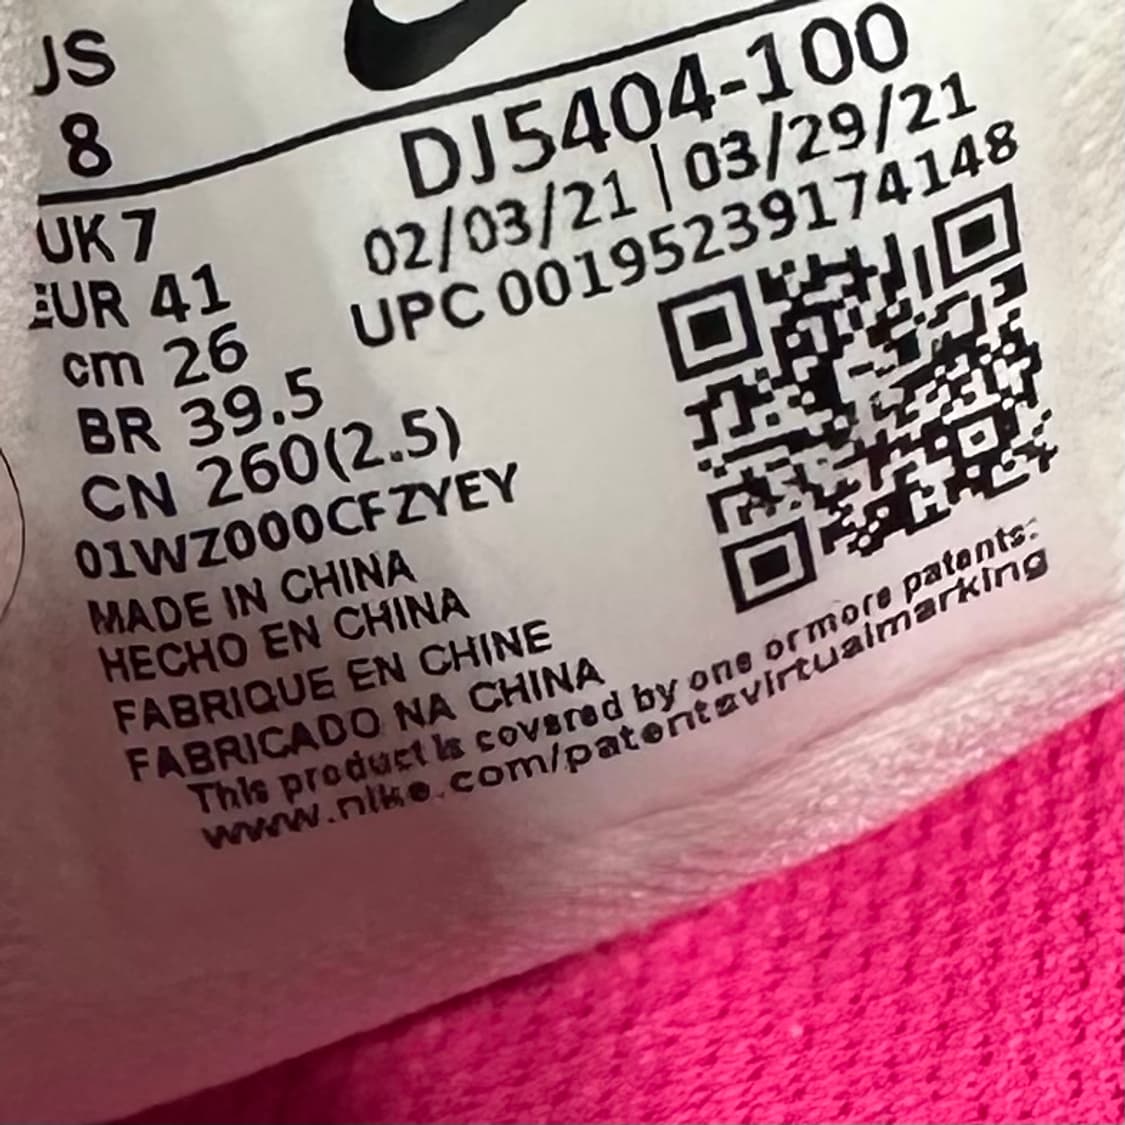 US
8
DJ5404-100
02/03/21 | 03/29/21
UPC 00195239174148
UK 7
EUR 41
cm 26
BR 39.5
CN 260(2.5)
01WZ000CFZYEY
MADE IN CHINA
HECHO EN CHINA
FABRIQUE EN CHINE
FABRICADO NA CHINA
This product is covered by one or more patents:
www.nike.com/patentsvirtualmarking